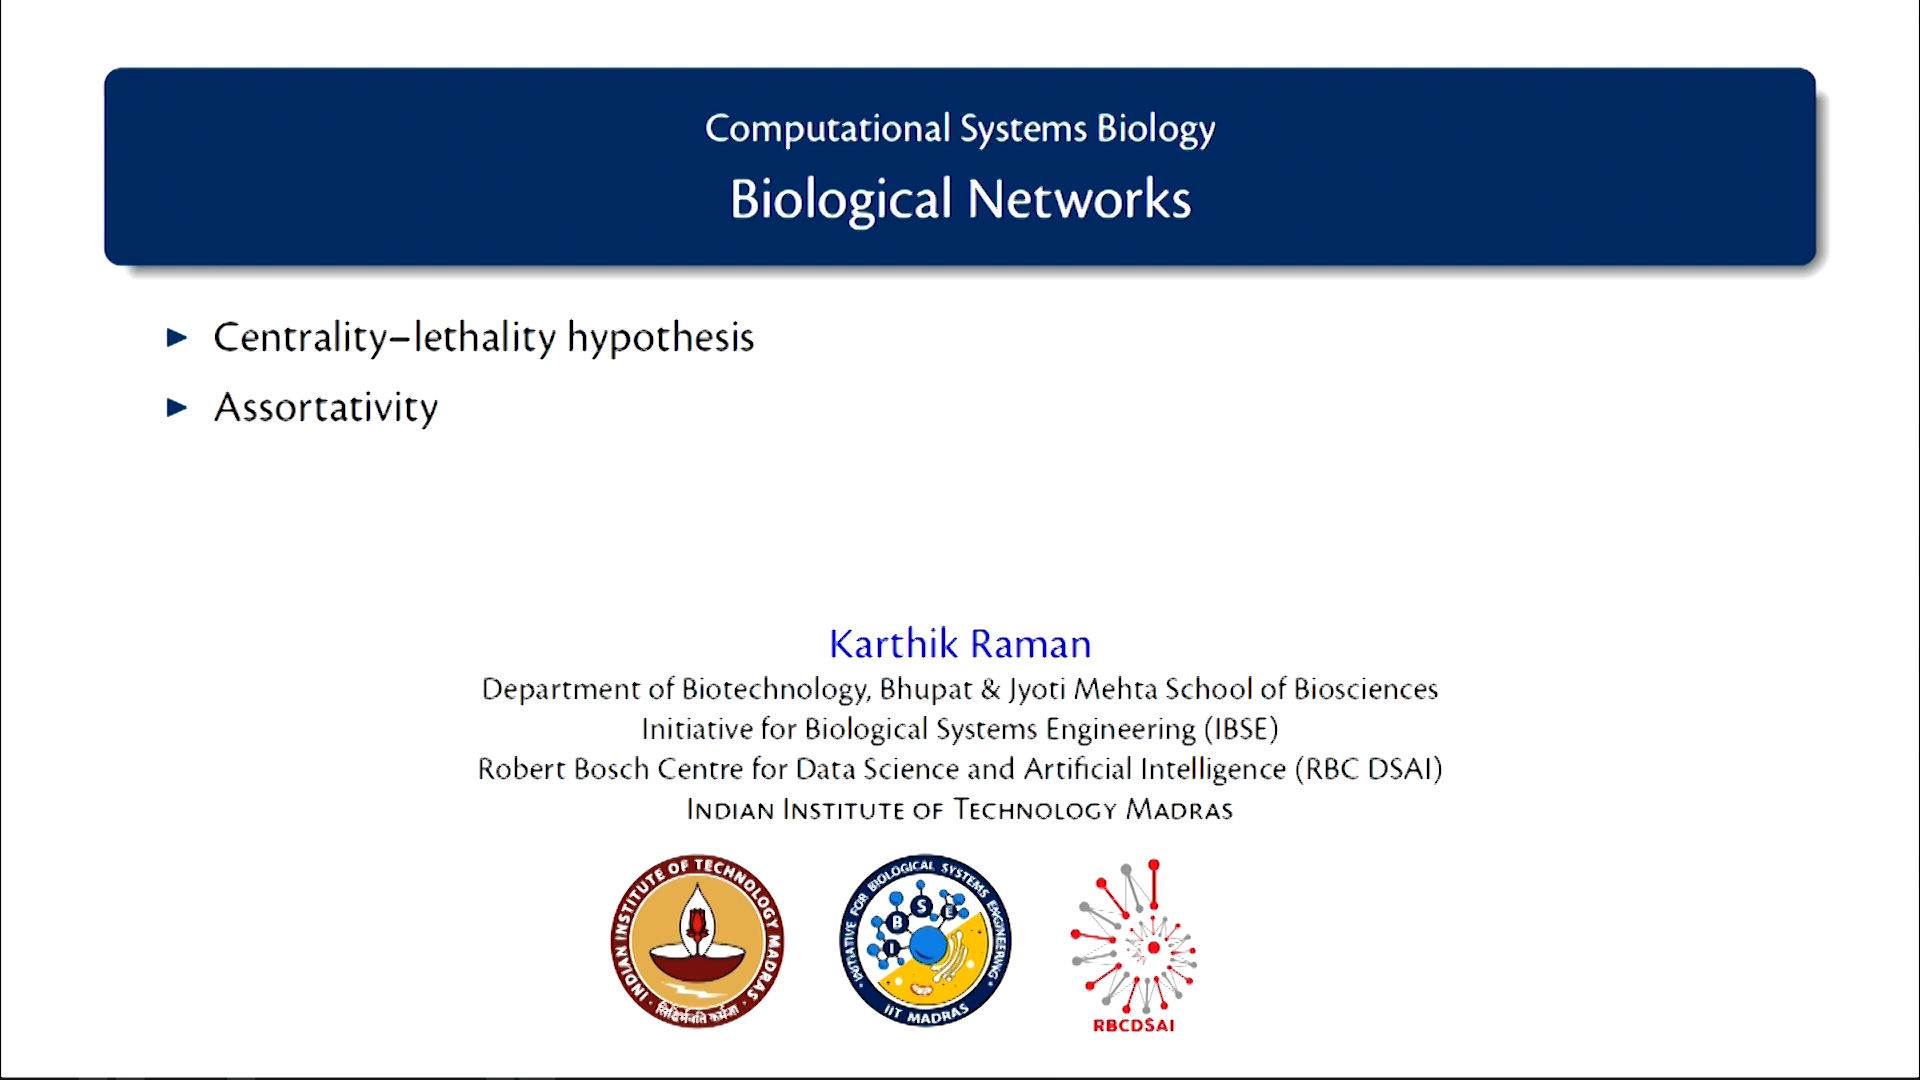 Computational Systems Biology
Biological Networks
Centrality–lethality hypothesis
Assortativity
Karthik Raman
Department of Biotechnology, Bhupat & Jyoti Mehta School of Biosciences
Initiative for Biological Systems Engineering (IBSE)
Robert Bosch Centre for Data Science and Artificial Intelligence (RBC DSAI)
INDIAN INSTITUTE OF TECHNOLOGY MADRAS
INDIAN INSTITUTE OF TECHNOLOGY MADRAS
INITIATIVE FOR BIOLOGICAL SYSTEMS ENGINEERING
I B S E
IIT MADRAS
RBCDSAI